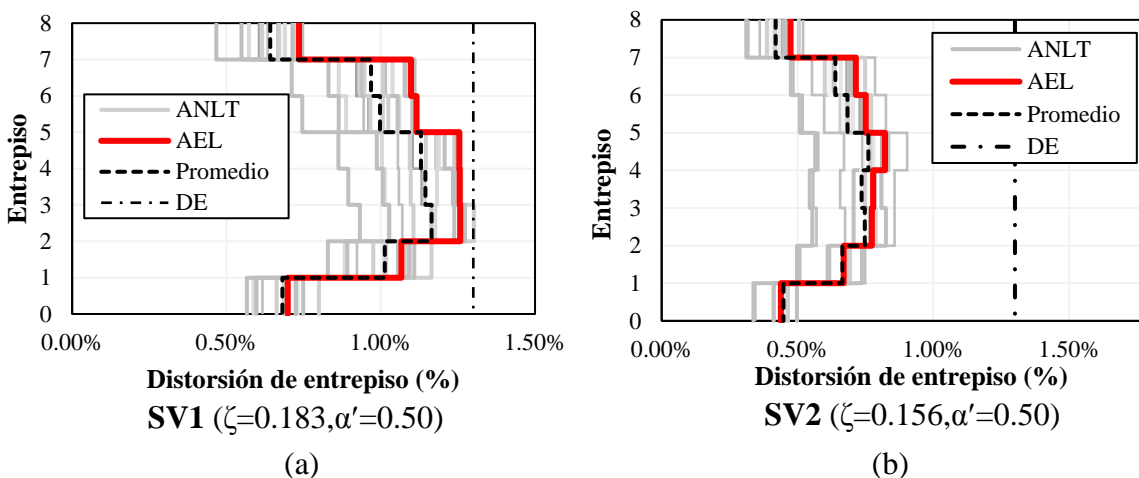 8
7
6
5
4
3
2
1
0
Entrepiso
ANLT
AEL
Promedio
DE
0.00%
0.50%
1.00%
1.50%
Distorsión de entrepiso (%)
SV1 (ζ=0.183,α′=0.50)
(a)
8
7
6
5
4
3
2
1
0
Entrepiso
ANLT
AEL
Promedio
DE
0.00%
0.50%
1.00%
1.50%
Distorsión de entrepiso (%)
SV2 (ζ=0.156,α′=0.50)
(b)